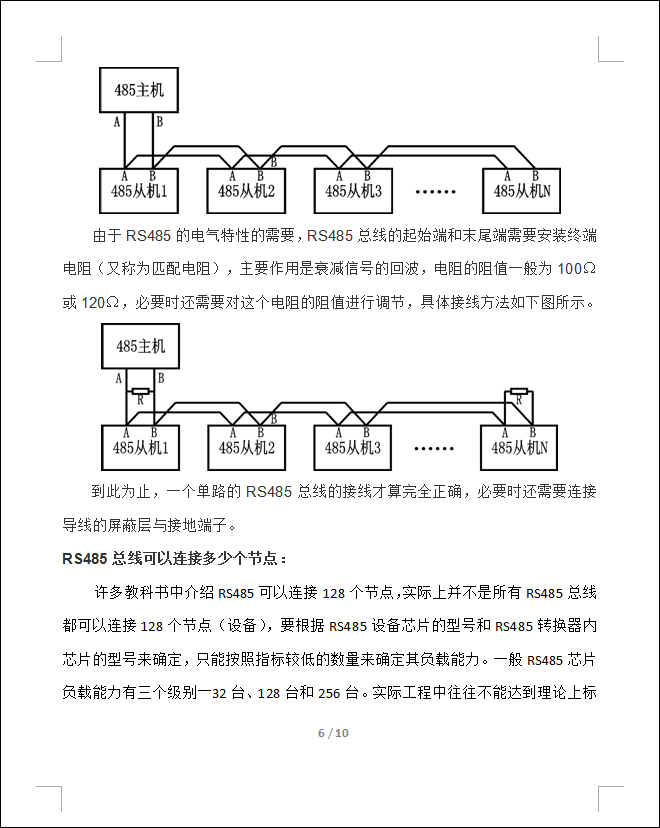 485主机
A B
A B A B B A B A B
485从机1 485从机2 485从机3 …… 485从机N
由于 RS485 的电气特性的需要，RS485 总线的起始端和末尾端需要安装终端
电阻（又称为匹配电阻），主要作用是衰减信号的回波，电阻的阻值一般为 100Ω
或 120Ω，必要时还需要对这个电阻的阻值进行调节，具体接线方法如下图所示。
485主机
A B
R R
A B A B B A B A B
485从机1 485从机2 485从机3 …… 485从机N
到此为止，一个单路的 RS485 总线的接线才算完全正确，必要时还需要连接
导线的屏蔽层与接地端子。
RS485 总线可以连接多少个节点：
许多教科书中介绍 RS485 可以连接 128 个节点,实际上并不是所有 RS485 总线
都可以连接 128 个节点（设备），要根据 RS485 设备芯片的型号和 RS485 转换器内
芯片的型号来确定，只能按照指标较低的数量来确定其负载能力。一般 RS485 芯片
负载能力有三个级别—32 台、128 台和 256 台。实际工程中往往不能达到理论上标
6 / 10